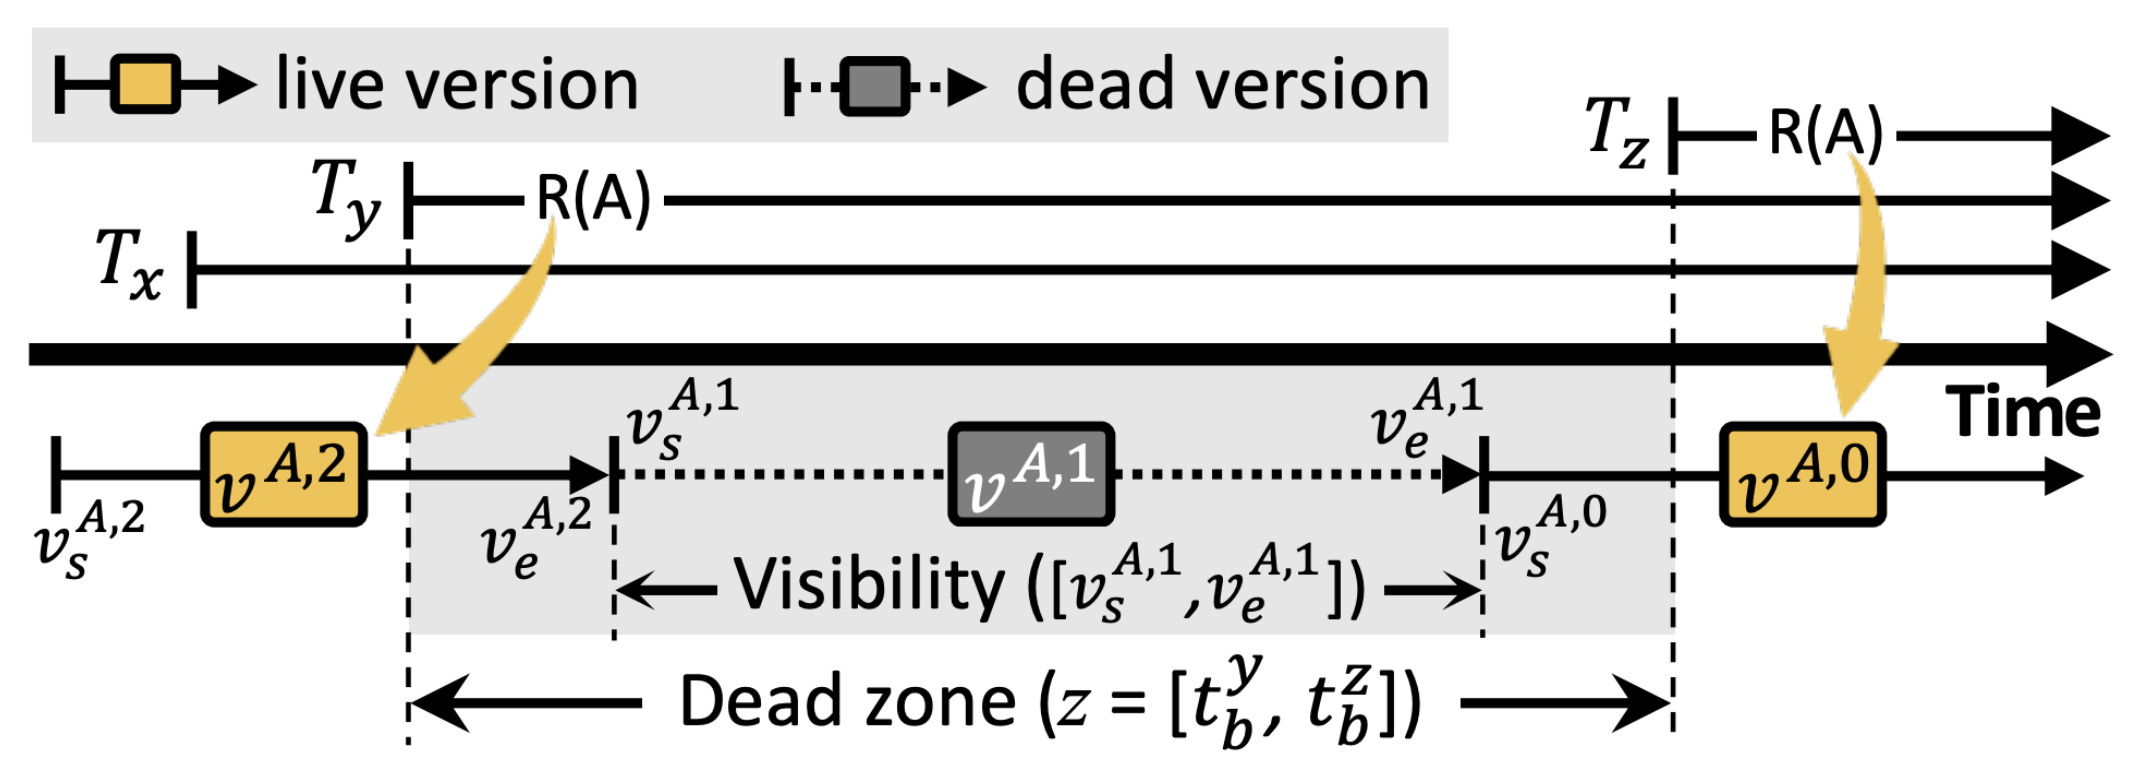 live version
dead version
T_z R(A)
T_y R(A)
T_x
Time
v_s^{A,1} v_e^{A,1}
v^{A,2} v^{A,1} v^{A,0}
v_s^{A,2} v_e^{A,2} v_s^{A,0}
Visibility ([v_s^{A,1}, v_e^{A,1}])
Dead zone (z = [t_b^y, t_b^z])